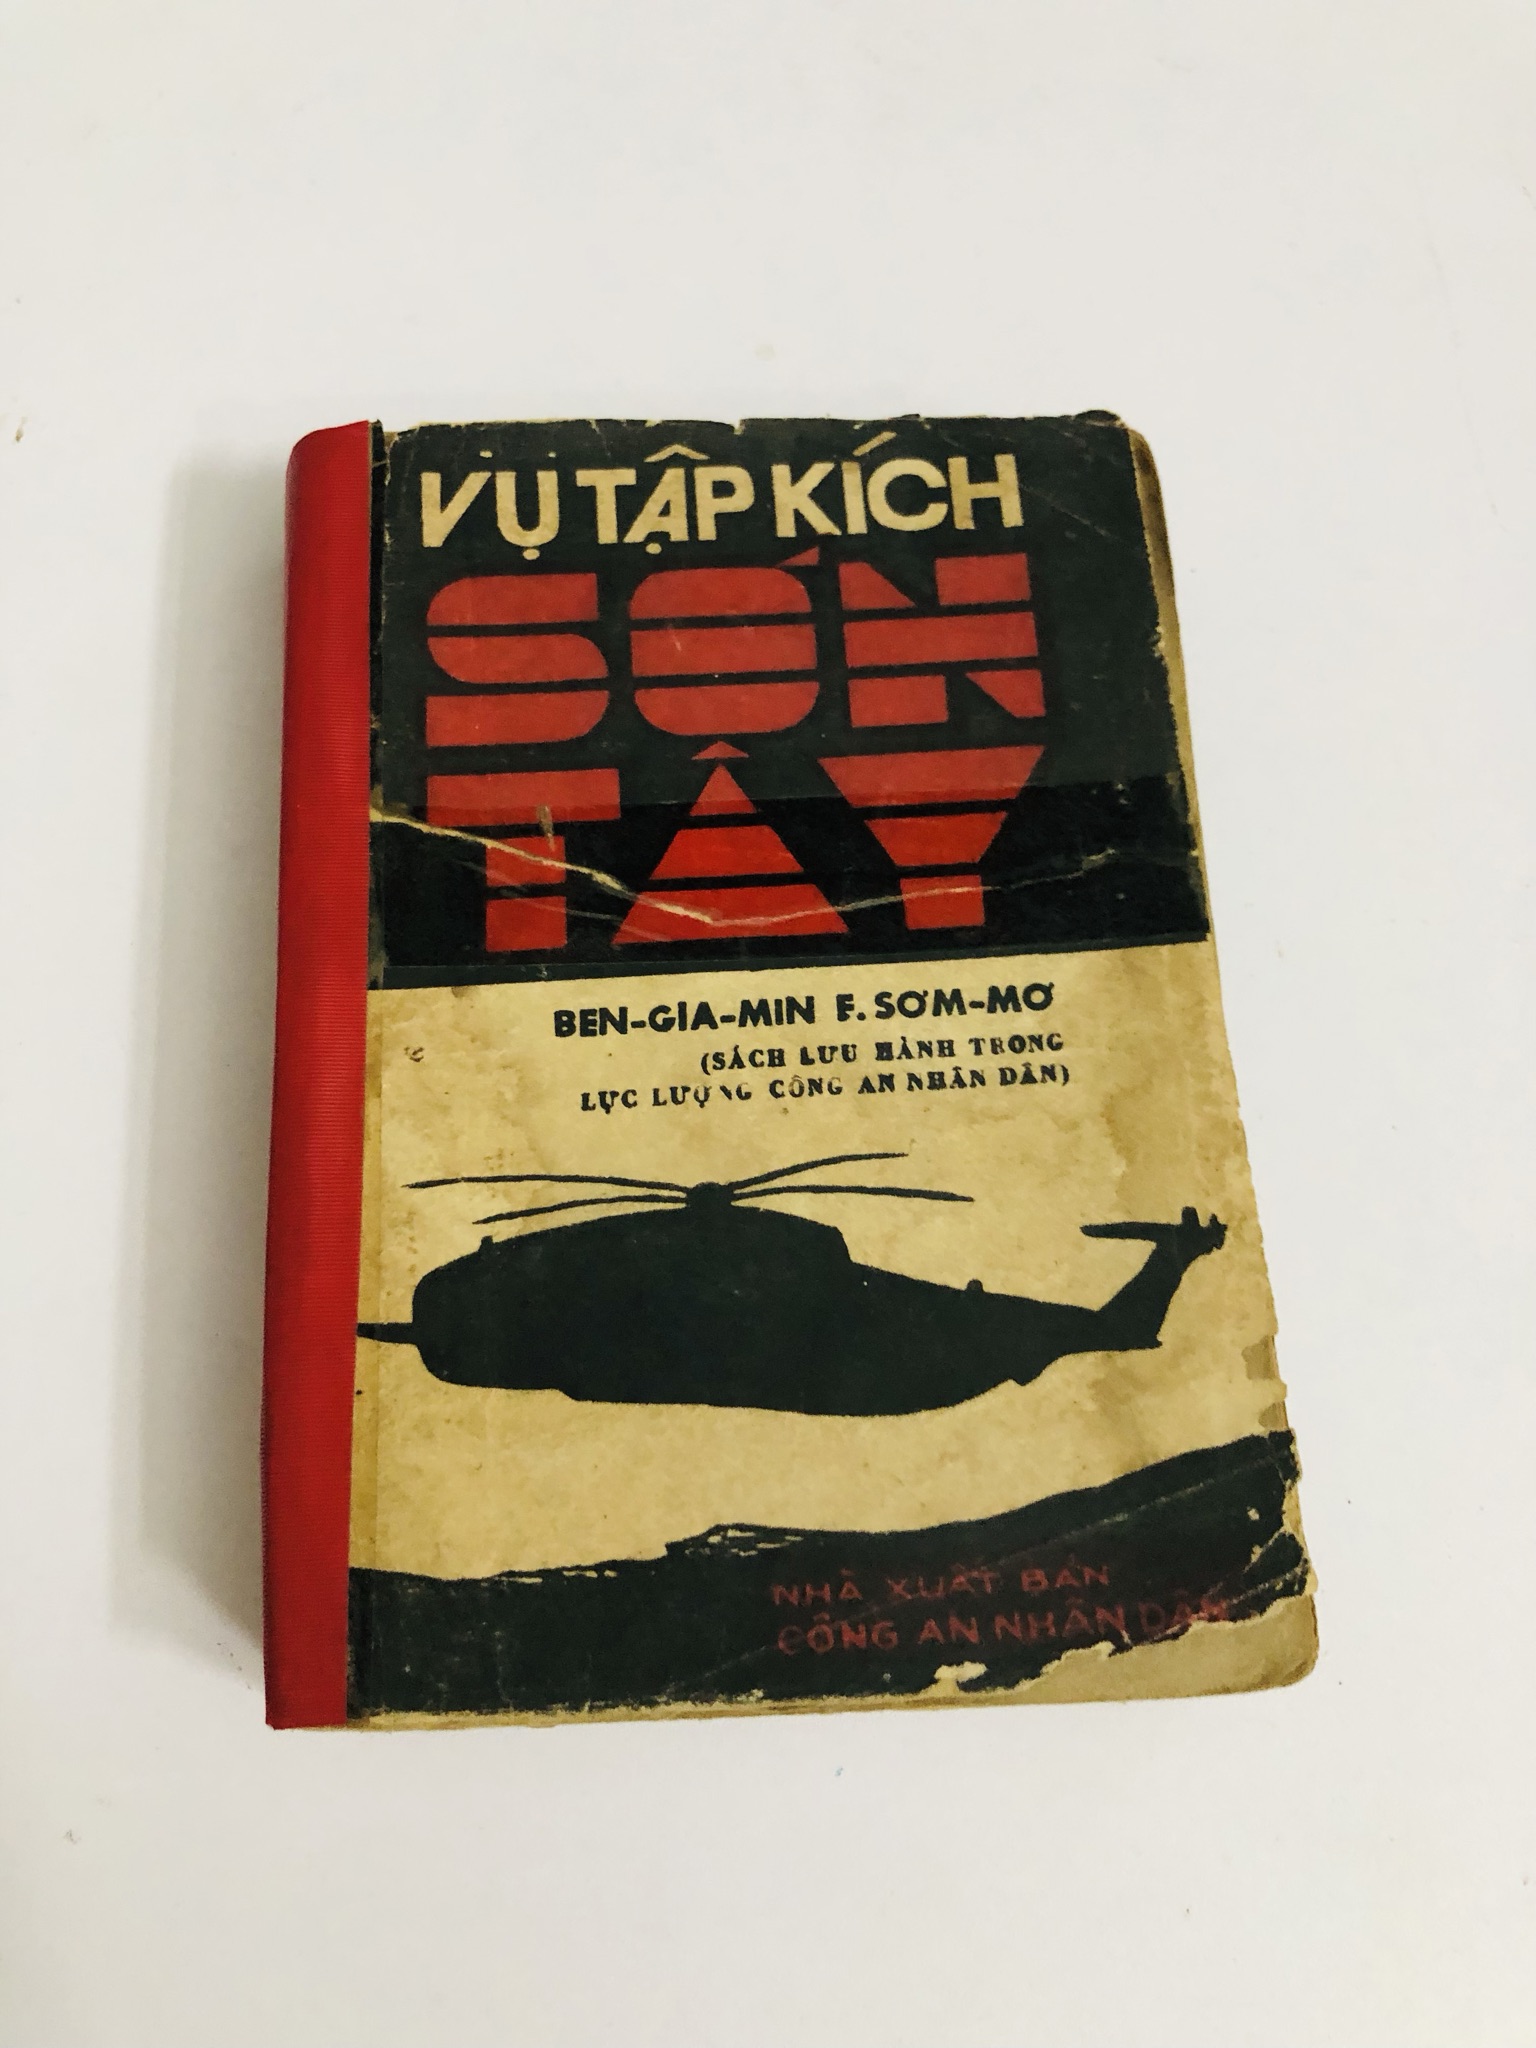 VỤ TẬP KÍCH
SƠN
TÂY
BEN-GIA-MIN F. SƠM-MƠ
(SÁCH LƯU HÀNH TRONG
LỰC LƯỢNG CÔNG AN NHÂN DÂN)
NHÀ XUẤT BẢN
CÔNG AN NHÂN DÂN